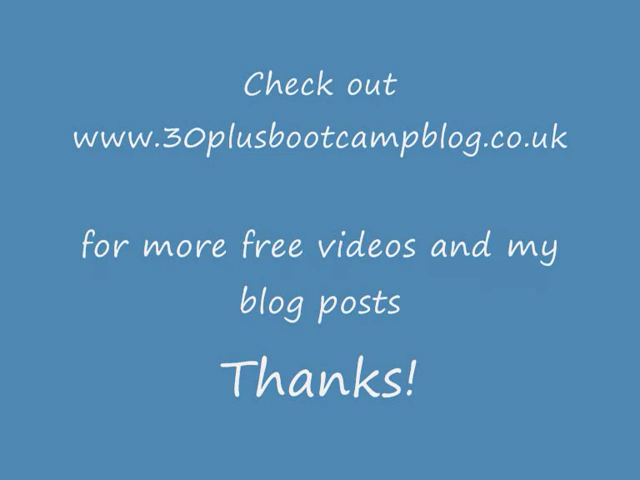 Check out
www.30plusbootcampblog.co.uk
for more free videos and my
blog posts
Thanks!